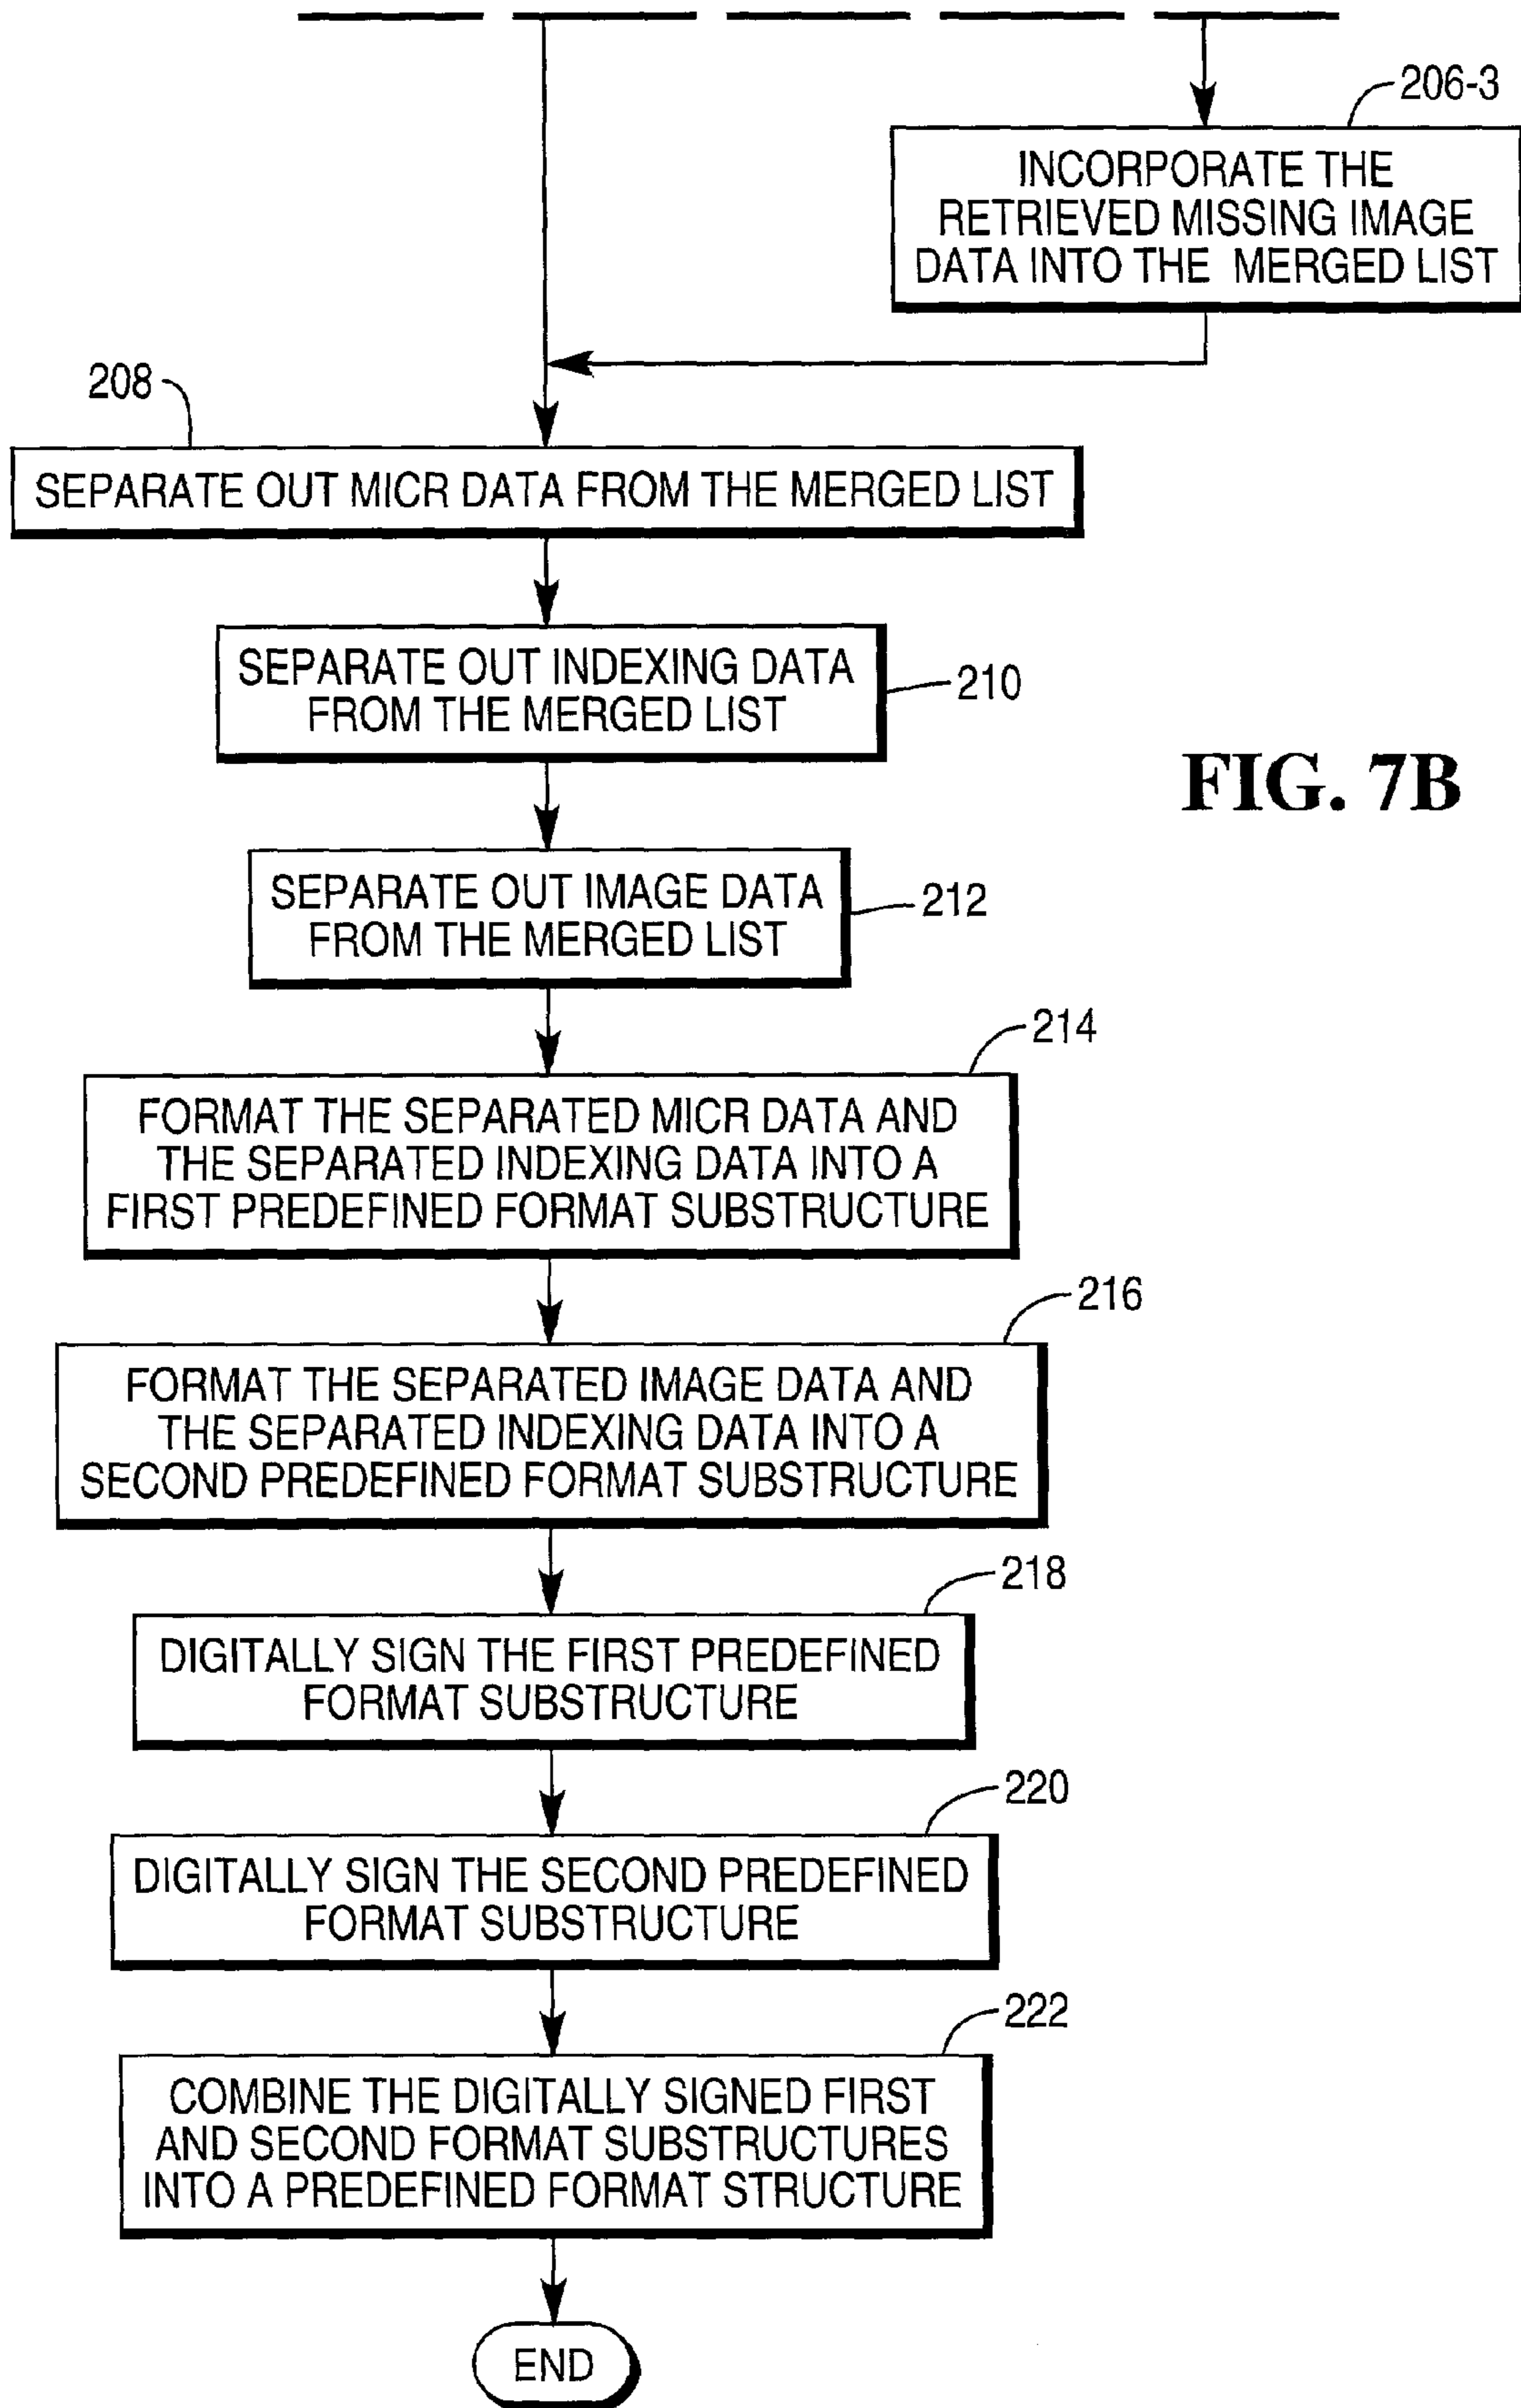 206-3
INCORPORATE THE
RETRIEVED MISSING IMAGE
DATA INTO THE MERGED LIST
208
SEPARATE OUT MICR DATA FROM THE MERGED LIST
SEPARATE OUT INDEXING DATA
FROM THE MERGED LIST
210
FIG. 7B
SEPARATE OUT IMAGE DATA
FROM THE MERGED LIST
212
214
FORMAT THE SEPARATED MICR DATA AND
THE SEPARATED INDEXING DATA INTO A
FIRST PREDEFINED FORMAT SUBSTRUCTURE
216
FORMAT THE SEPARATED IMAGE DATA AND
THE SEPARATED INDEXING DATA INTO A
SECOND PREDEFINED FORMAT SUBSTRUCTURE
218
DIGITALLY SIGN THE FIRST PREDEFINED
FORMAT SUBSTRUCTURE
220
DIGITALLY SIGN THE SECOND PREDEFINED
FORMAT SUBSTRUCTURE
222
COMBINE THE DIGITALLY SIGNED FIRST
AND SECOND FORMAT SUBSTRUCTURES
INTO A PREDEFINED FORMAT STRUCTURE
END